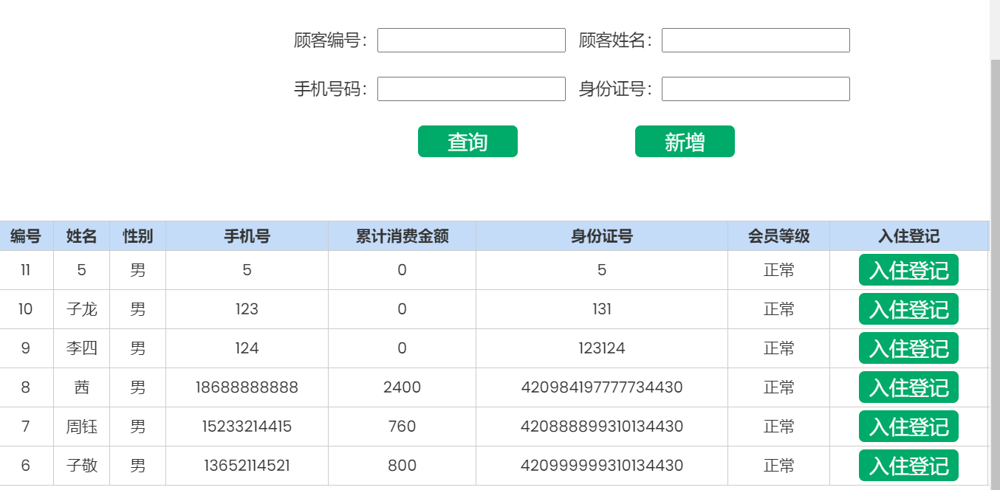 顾客编号： 顾客姓名：
手机号码： 身份证号：
查询 新增
编号 姓名 性别 手机号 累计消费金额 身份证号 会员等级 入住登记
11 5 男 5 0 5 正常 入住登记
10 子龙 男 123 0 131 正常 入住登记
9 李四 男 124 0 123124 正常 入住登记
8 茜 男 18688888888 2400 420984197777734430 正常 入住登记
7 周钰 男 15233214415 760 420888899310134430 正常 入住登记
6 子敬 男 13652114521 800 420999999310134430 正常 入住登记